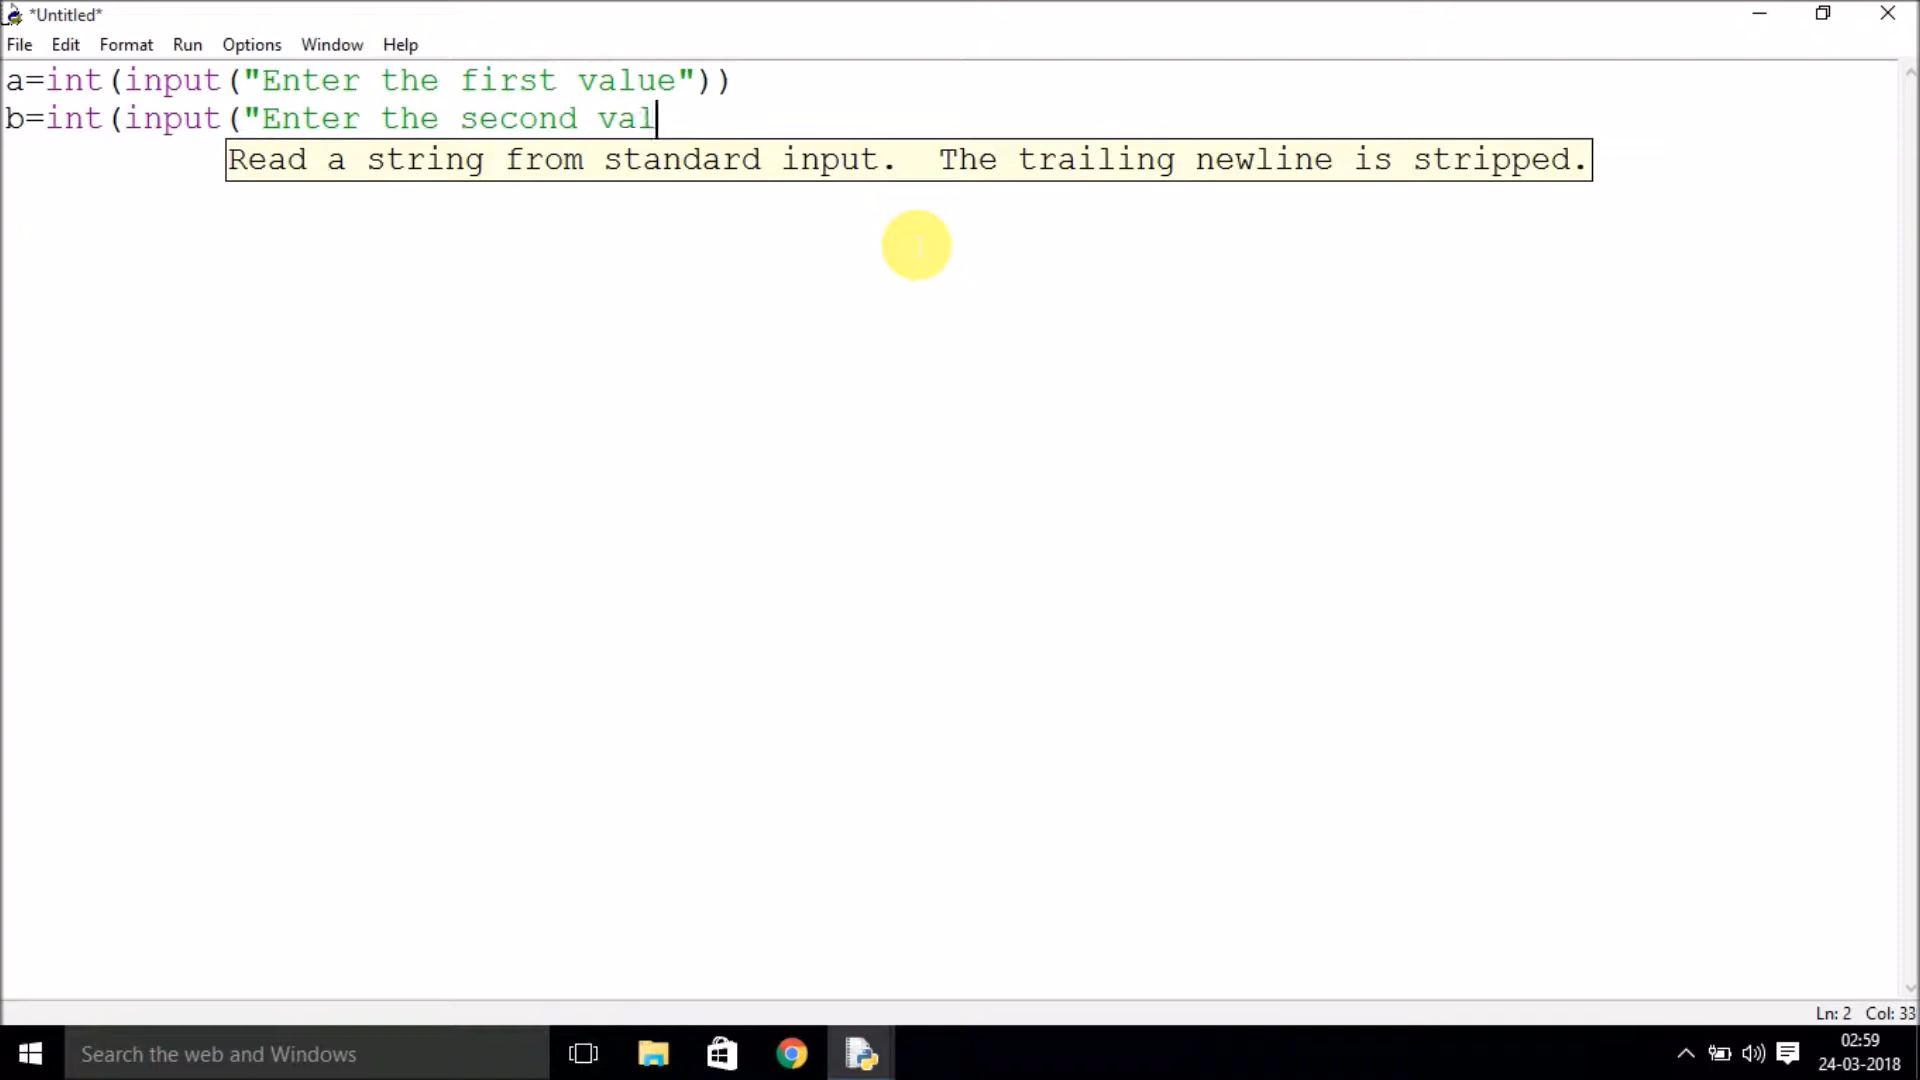 *Untitled*
File Edit Format Run Options Window Help
a=int(input("Enter the first value"))
b=int(input("Enter the second val
Read a string from standard input.  The trailing newline is stripped.
Ln: 2 Col: 33
Search the web and Windows
02:59
24-03-2018